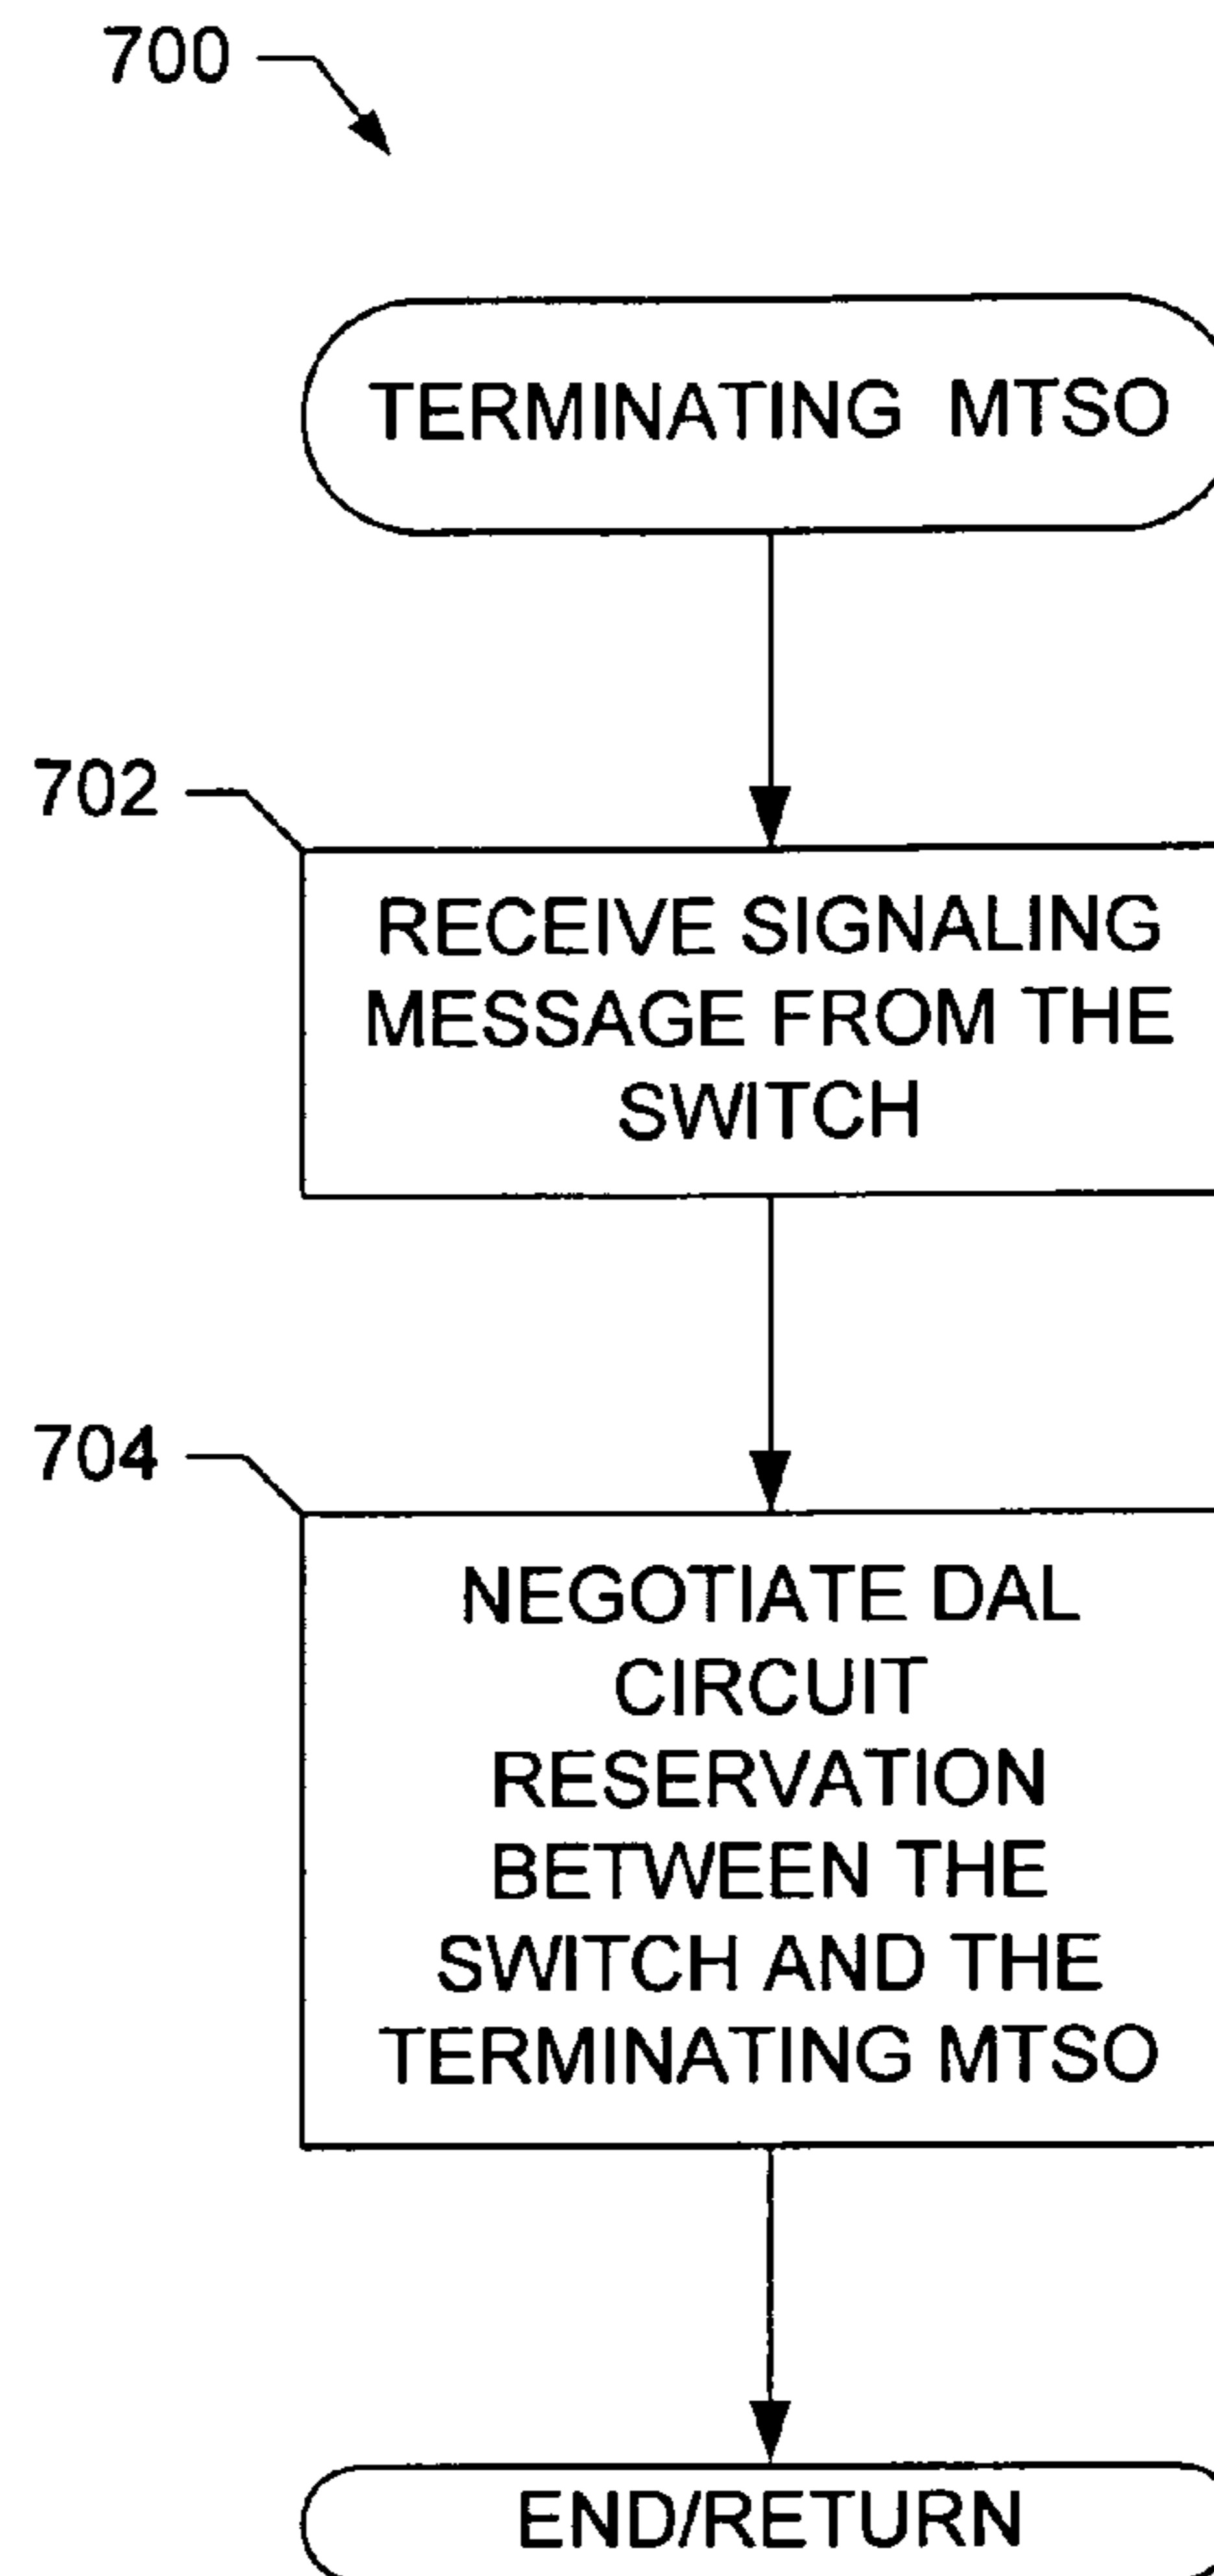 700
TERMINATING MTSO
702
RECEIVE SIGNALING
MESSAGE FROM THE
SWITCH
704
NEGOTIATE DAL
CIRCUIT
RESERVATION
BETWEEN THE
SWITCH AND THE
TERMINATING MTSO
END/RETURN